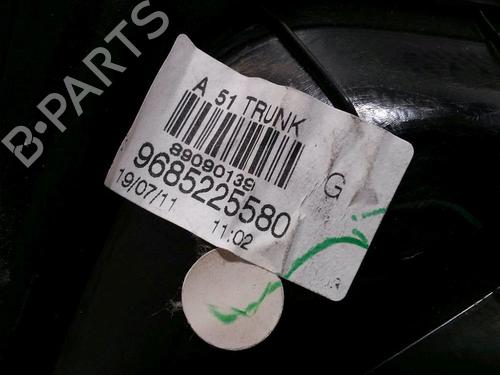 B-PARTS
A 51 TRUNK
89090139
9685225580
19/07/11 11:02
G